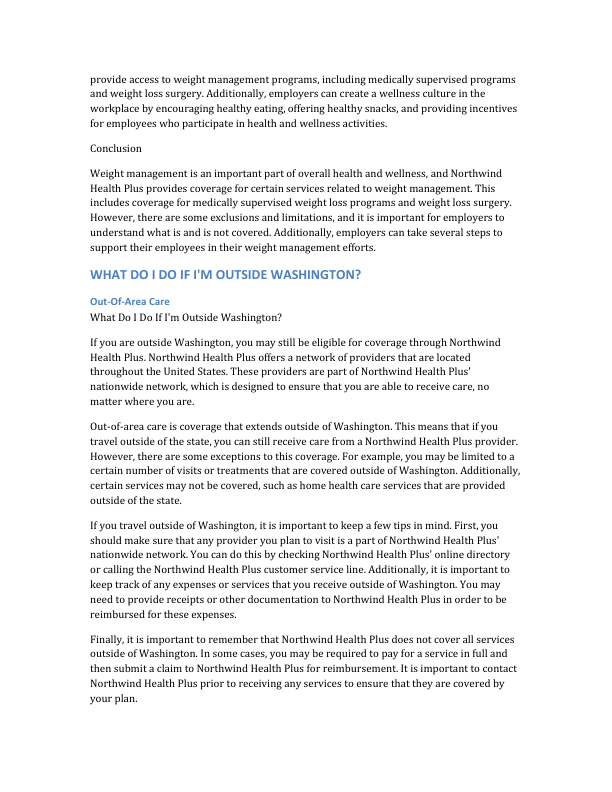 provide access to weight management programs, including medically supervised programs
and weight loss surgery. Additionally, employers can create a wellness culture in the
workplace by encouraging healthy eating, offering healthy snacks, and providing incentives
for employees who participate in health and wellness activities.
Conclusion
Weight management is an important part of overall health and wellness, and Northwind
Health Plus provides coverage for certain services related to weight management. This
includes coverage for medically supervised weight loss programs and weight loss surgery.
However, there are some exclusions and limitations, and it is important for employers to
understand what is and is not covered. Additionally, employers can take several steps to
support their employees in their weight management efforts.
WHAT DO I DO IF I'M OUTSIDE WASHINGTON?
Out-Of-Area Care
What Do I Do If I'm Outside Washington?
If you are outside Washington, you may still be eligible for coverage through Northwind
Health Plus. Northwind Health Plus offers a network of providers that are located
throughout the United States. These providers are part of Northwind Health Plus'
nationwide network, which is designed to ensure that you are able to receive care, no
matter where you are.
Out-of-area care is coverage that extends outside of Washington. This means that if you
travel outside of the state, you can still receive care from a Northwind Health Plus provider.
However, there are some exceptions to this coverage. For example, you may be limited to a
certain number of visits or treatments that are covered outside of Washington. Additionally,
certain services may not be covered, such as home health care services that are provided
outside of the state.
If you travel outside of Washington, it is important to keep a few tips in mind. First, you
should make sure that any provider you plan to visit is a part of Northwind Health Plus'
nationwide network. You can do this by checking Northwind Health Plus' online directory
or calling the Northwind Health Plus customer service line. Additionally, it is important to
keep track of any expenses or services that you receive outside of Washington. You may
need to provide receipts or other documentation to Northwind Health Plus in order to be
reimbursed for these expenses.
Finally, it is important to remember that Northwind Health Plus does not cover all services
outside of Washington. In some cases, you may be required to pay for a service in full and
then submit a claim to Northwind Health Plus for reimbursement. It is important to contact
Northwind Health Plus prior to receiving any services to ensure that they are covered by
your plan.